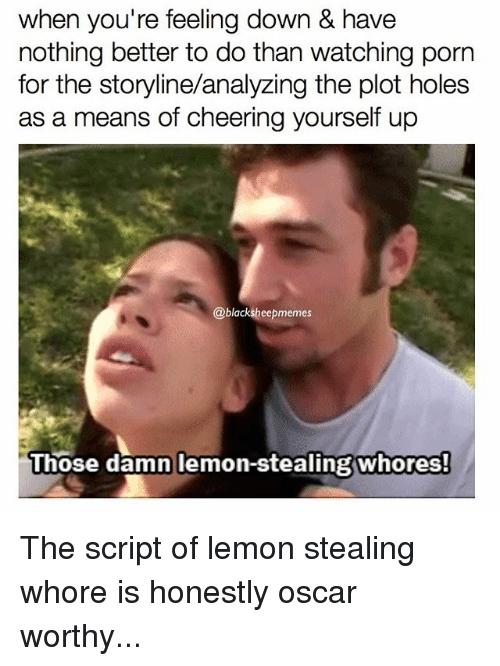 when you're feeling down & have
nothing better to do than watching porn
for the storyline/analyzing the plot holes
as a means of cheering yourself up
@blacksheepmemes
Those damn lemon-stealing whores!
The script of lemon stealing
whore is honestly oscar
worthy...